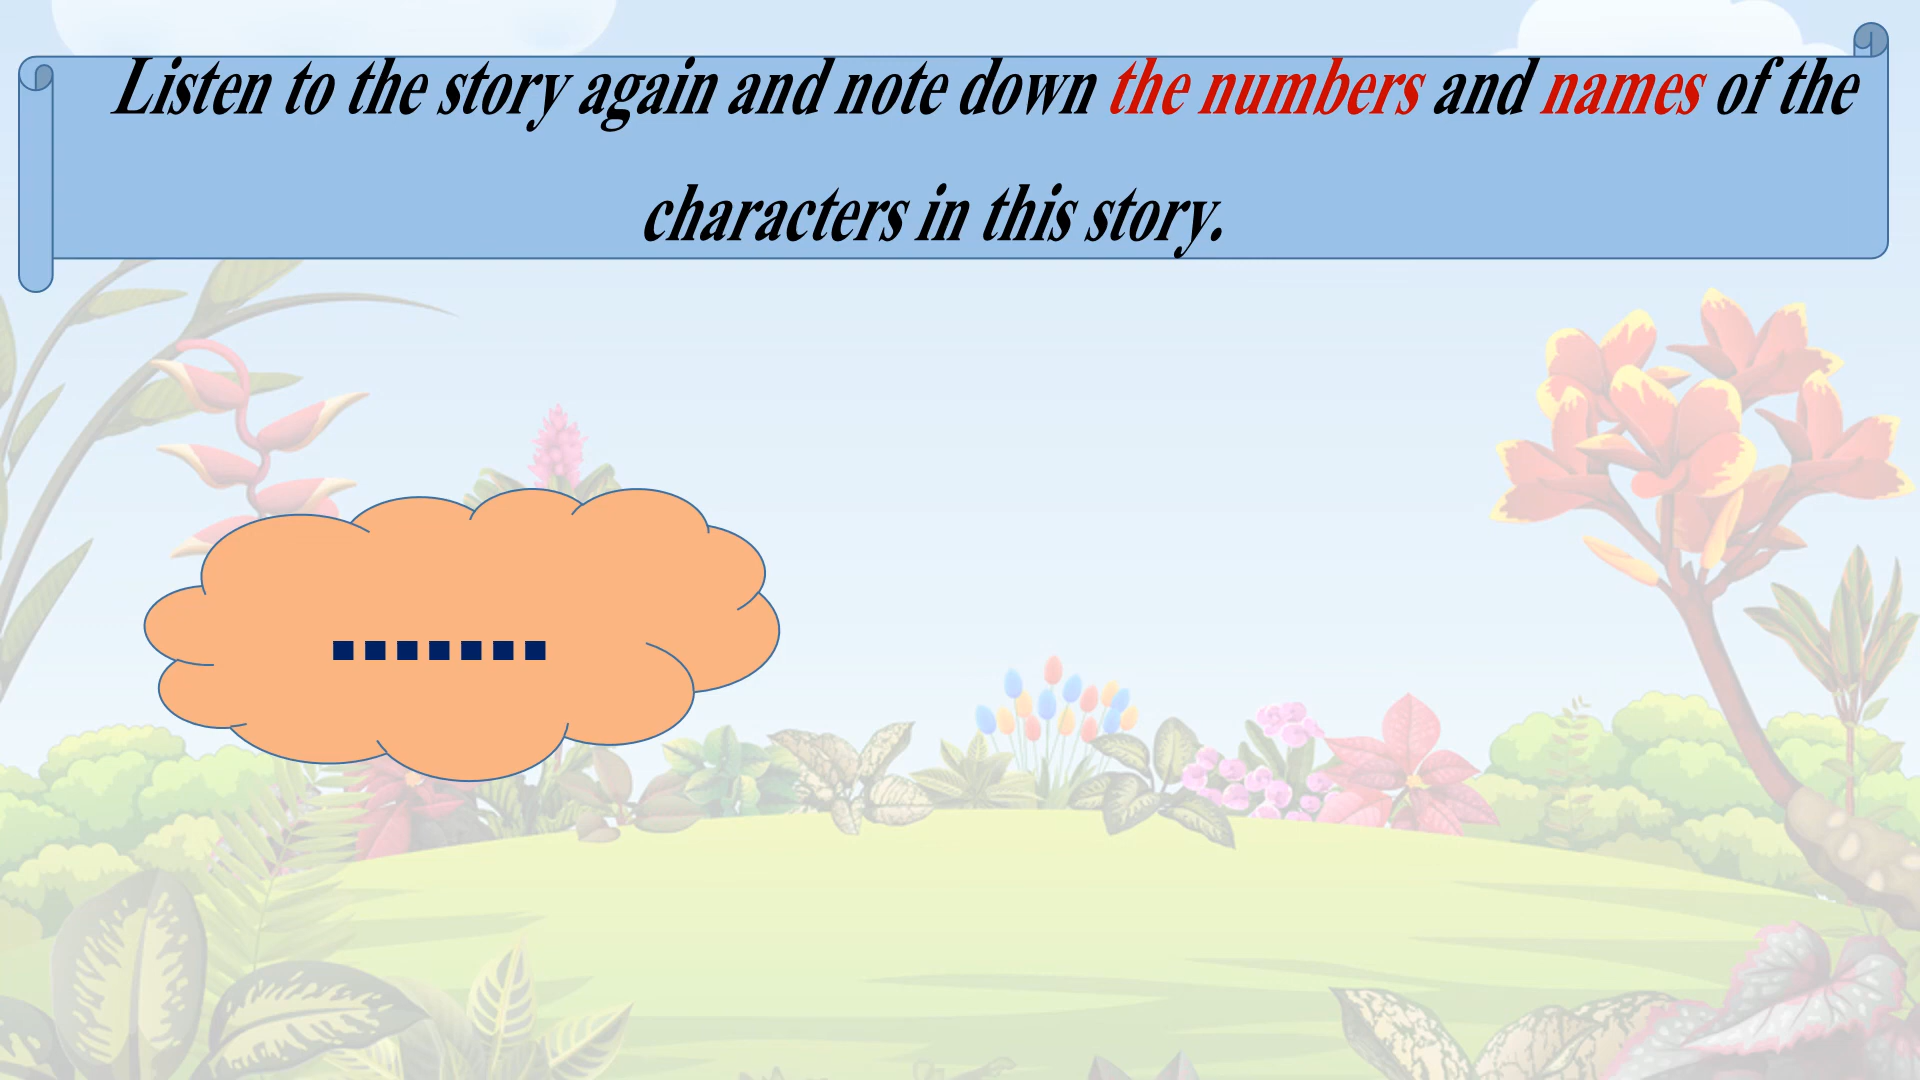 Listen to the story again and note down the numbers and names of the
characters in this story.
.......